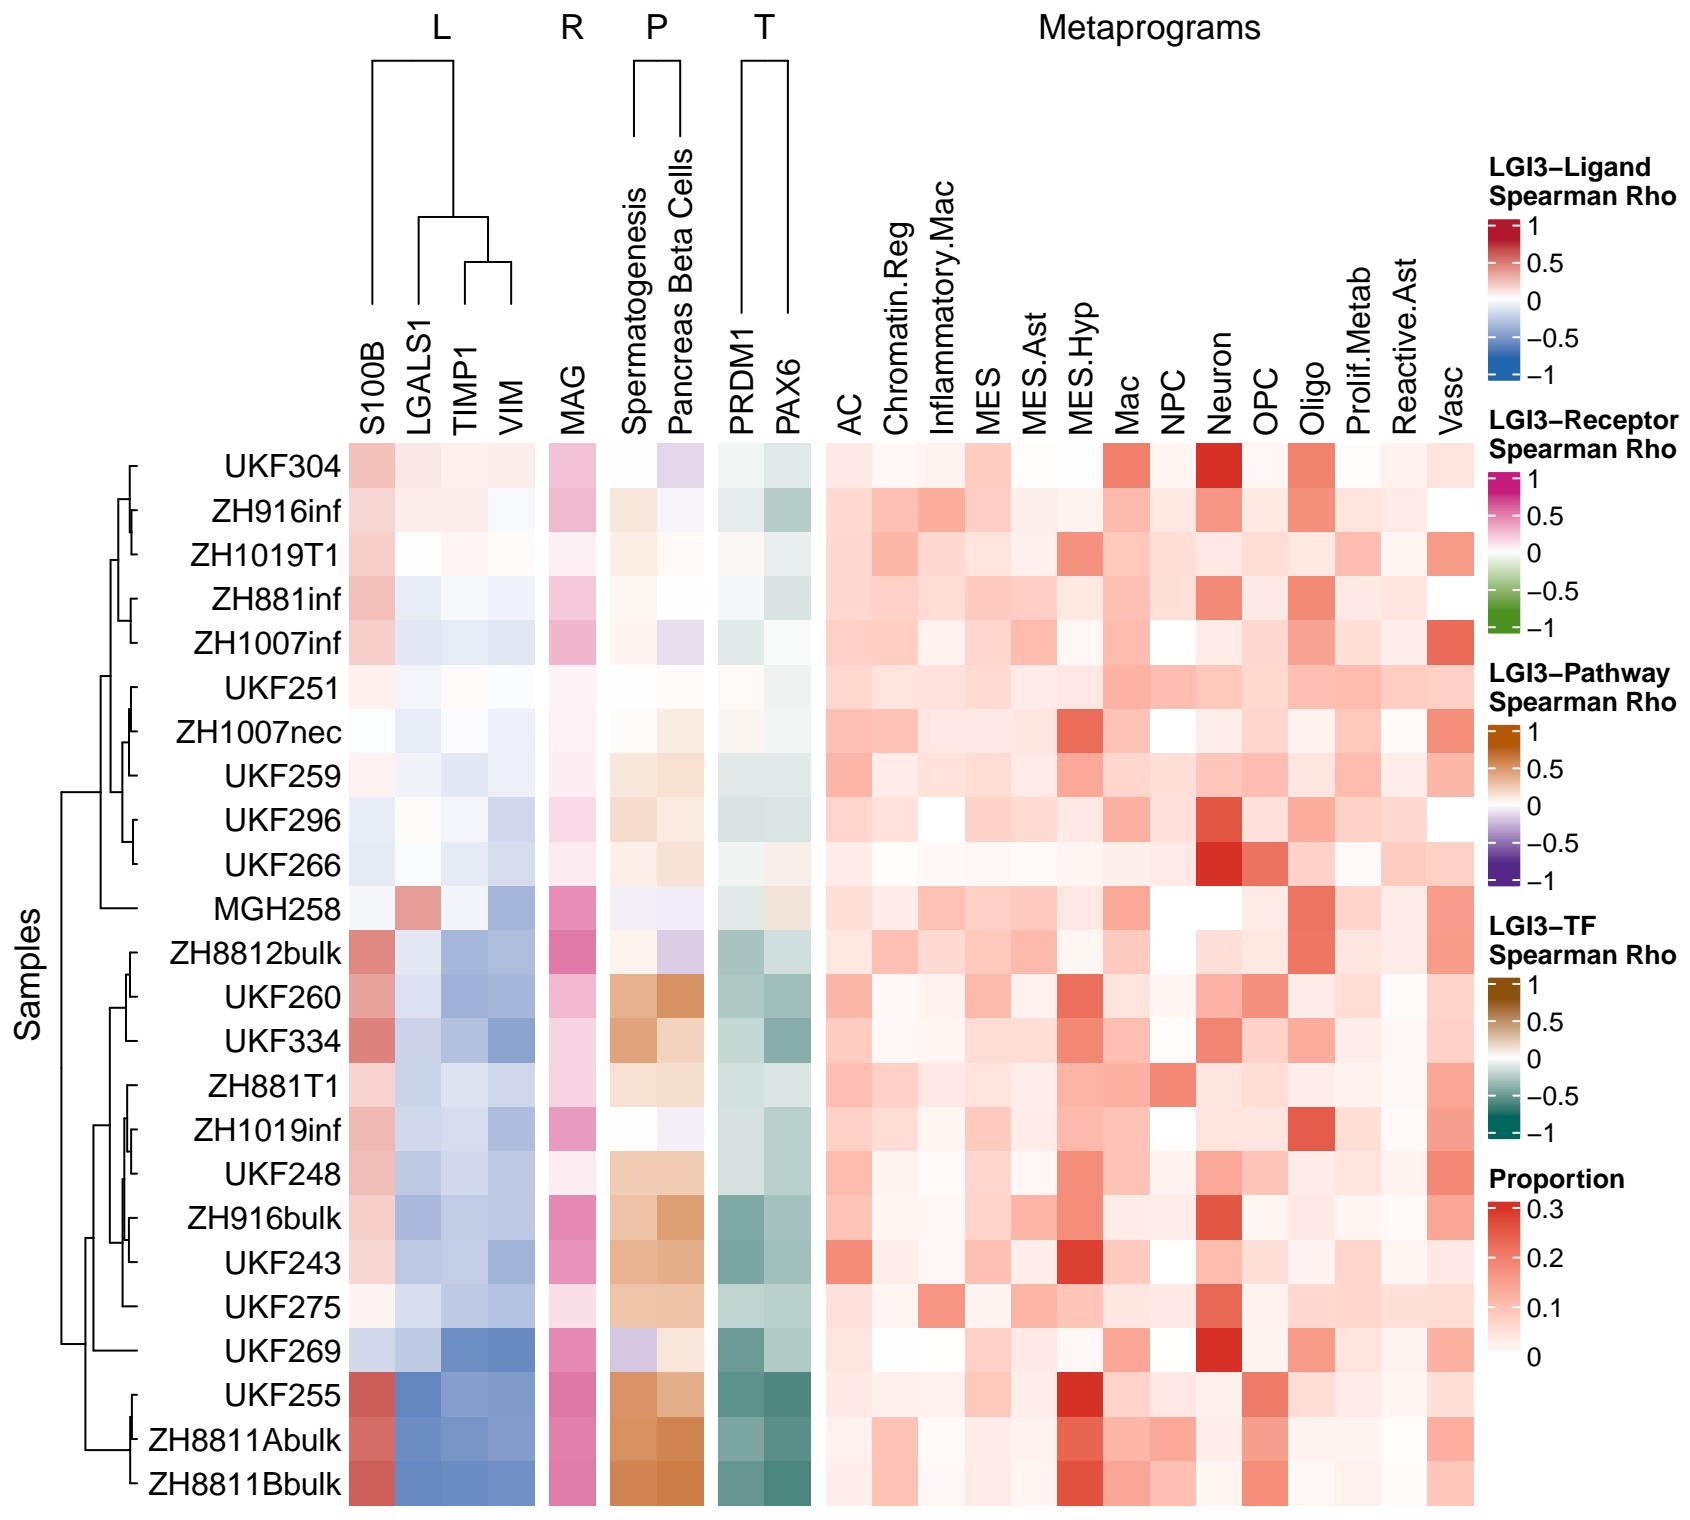 L R P T Metaprograms
S100B
LGALS1
TIMP1
VIM
MAG
Spermatogenesis
Pancreas Beta Cells
PRDM1
PAX6
AC
Chromatin.Reg
Inflammatory.Mac
MES
MES.Ast
MES.Hyp
Mac
NPC
Neuron
OPC
Oligo
Prolif.Metab
Reactive.Ast
Vasc
Samples
UKF304
ZH916inf
ZH1019T1
ZH881inf
ZH1007inf
UKF251
ZH1007nec
UKF259
UKF296
UKF266
MGH258
ZH8812bulk
UKF260
UKF334
ZH881T1
ZH1019inf
UKF248
ZH916bulk
UKF243
UKF275
UKF269
UKF255
ZH8811Abulk
ZH8811Bbulk
LGI3−Ligand
Spearman Rho
1
0.5
0
−0.5
−1
LGI3−Receptor
Spearman Rho
1
0.5
0
−0.5
−1
LGI3−Pathway
Spearman Rho
1
0.5
0
−0.5
−1
LGI3−TF
Spearman Rho
1
0.5
0
−0.5
−1
Proportion
0.3
0.2
0.1
0